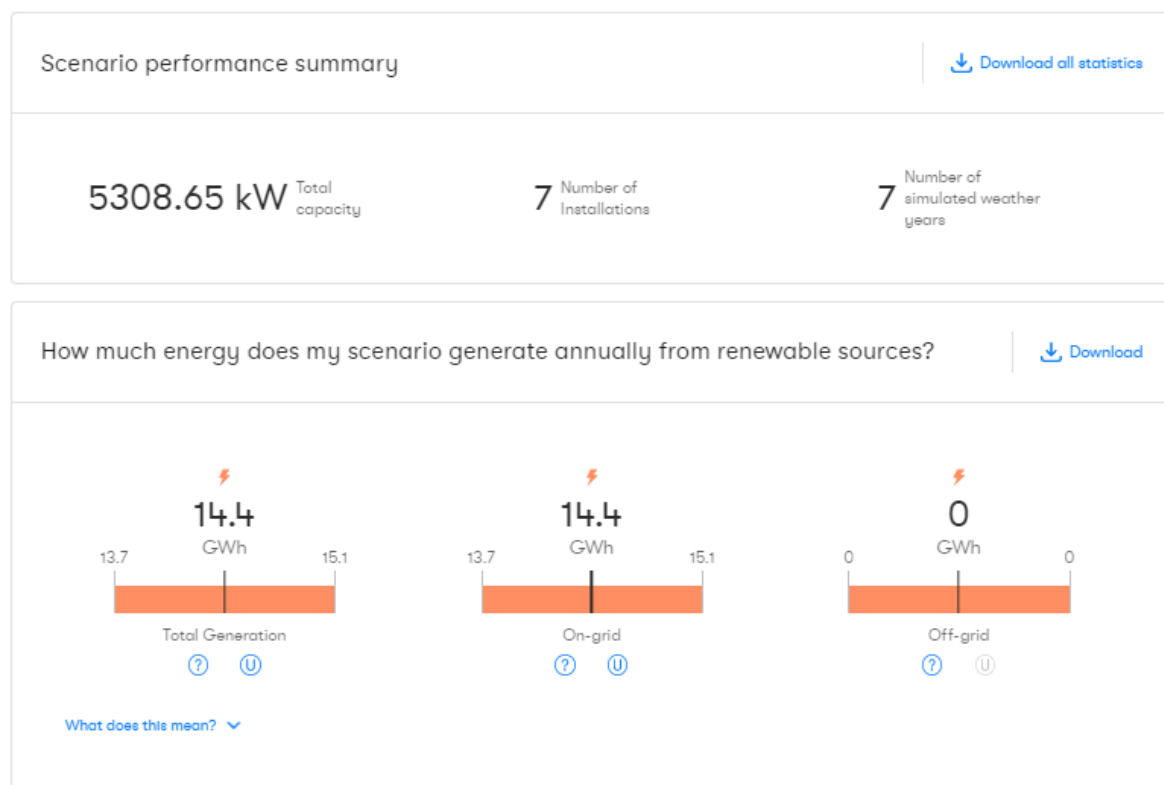 Scenario performance summary
Download all statistics
5308.65 kW
Total
capacity
7
Number of
Installations
7
Number of
simulated weather
years
How much energy does my scenario generate annually from renewable sources?
Download
14.4
GWh
13.7
15.1
Total Generation
? U
14.4
GWh
13.7
15.1
On-grid
? U
0
GWh
0
0
Off-grid
? U
What does this mean?